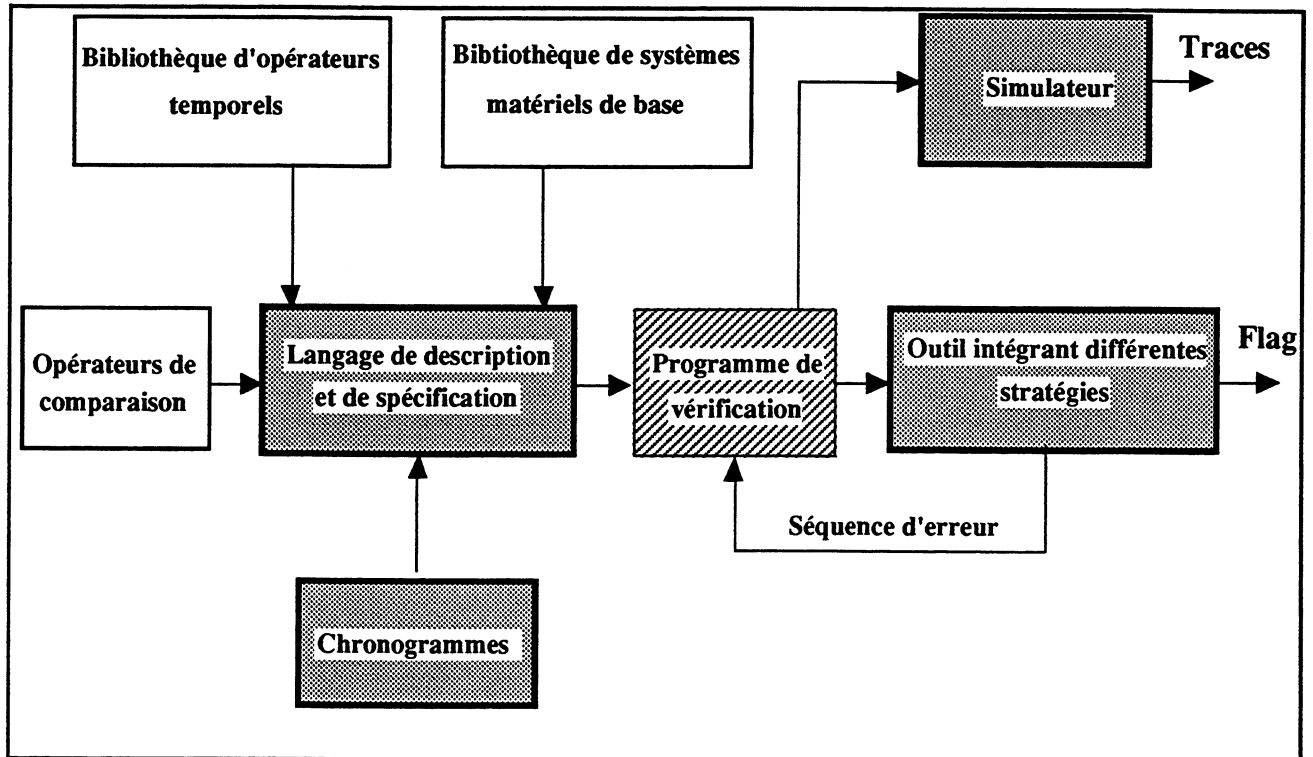 Bibliothèque d'opérateurs
temporels
Bibtiothèque de systèmes
matériels de base
Simulateur
Traces
Opérateurs de
comparaison
Langage de description
et de spécification
Programme de
vérification
Outil intégrant différentes
stratégies
Flag
Séquence d'erreur
Chronogrammes